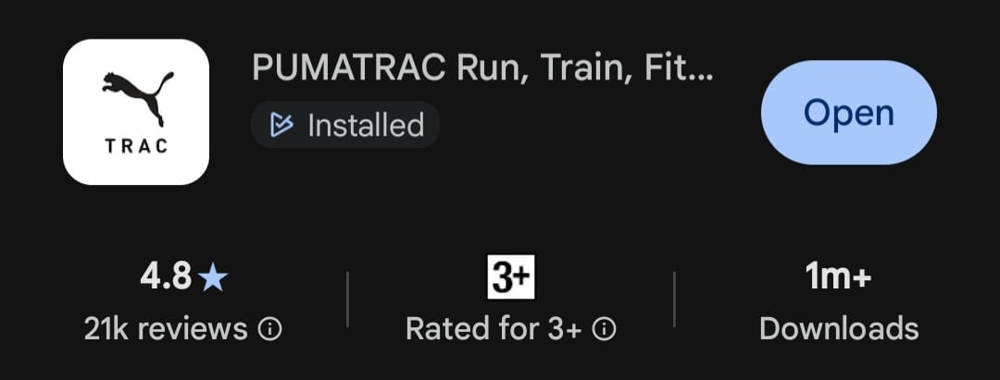 TRAC
PUMATRAC Run, Train, Fit...
Installed
Open
4.8★
21k reviews
3+
Rated for 3+
1m+
Downloads